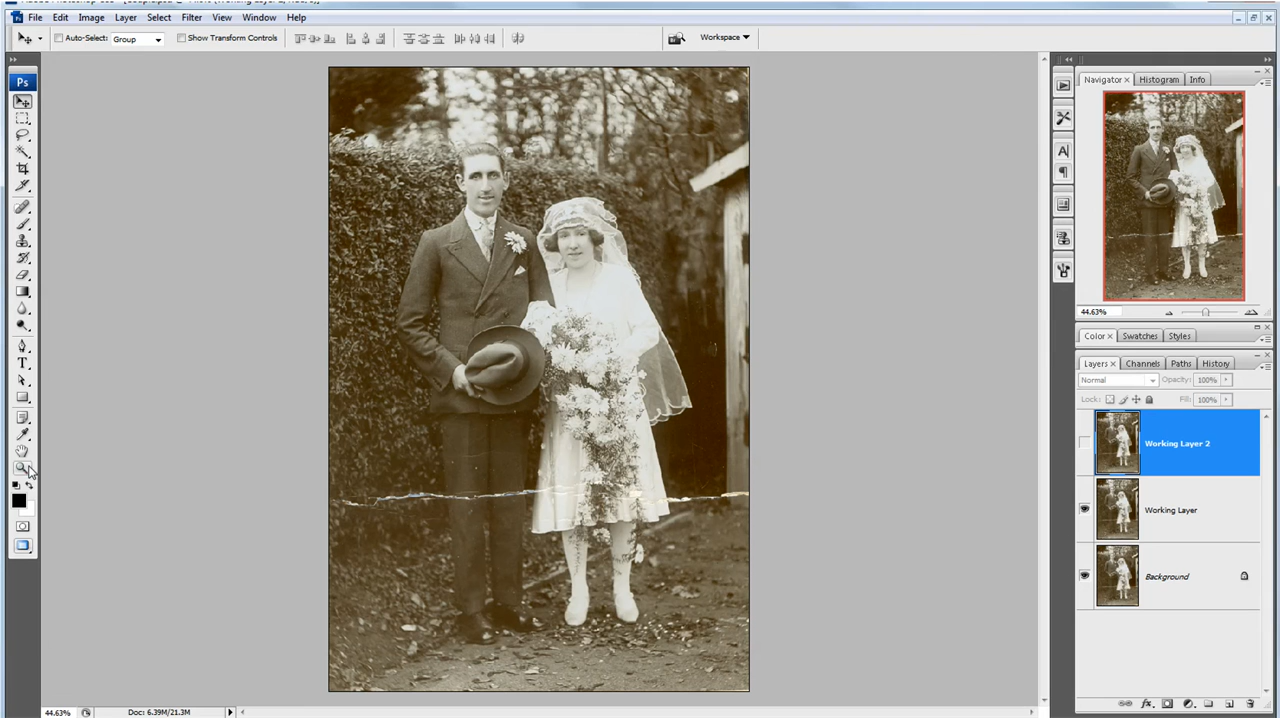 File Edit Image Layer Select Filter View Window Help
Auto-Select: Group Show Transform Controls Workspace
Ps
Navigator Histogram Info
44.63%
Color Swatches Styles
Layers Channels Paths History
Normal Opacity: 100%
Lock: Fill: 100%
Working Layer 2
Working Layer
Background
T
A
44.63% Doc: 6.39M/21.3M